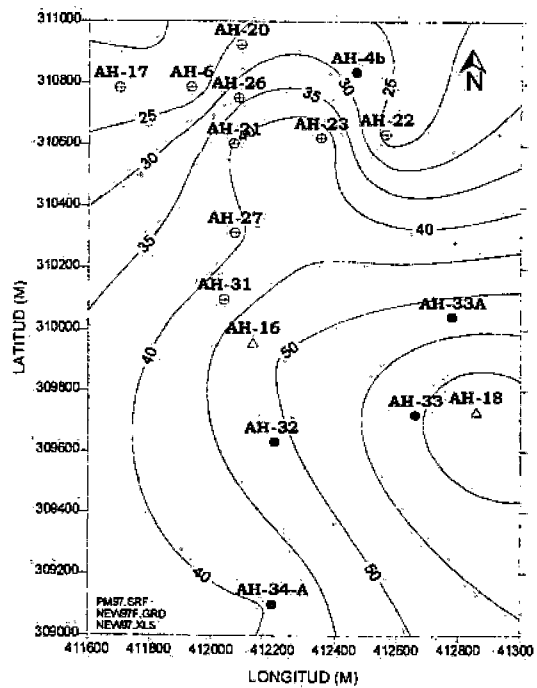 311000
AH-20
AH-4b
AH-17
AH-6
310800
AH-26
30
N
25
35
25
AH-22
AH-23
310600
AH-21
40
30
310400
40
AH-27
35
310200
AH-31
AH-33A
310000
AH-16
40
50
LATITUD (M)
309800
AH-33
AH-18
AH-32
309600
309400
309200
50
40
AH-34-A
PM97.SRF
NEW97F.GRD
NEW97.XLS
309000
411600 411800 412000 412200 412400 412600 412800 41300
LONGITUD (M)